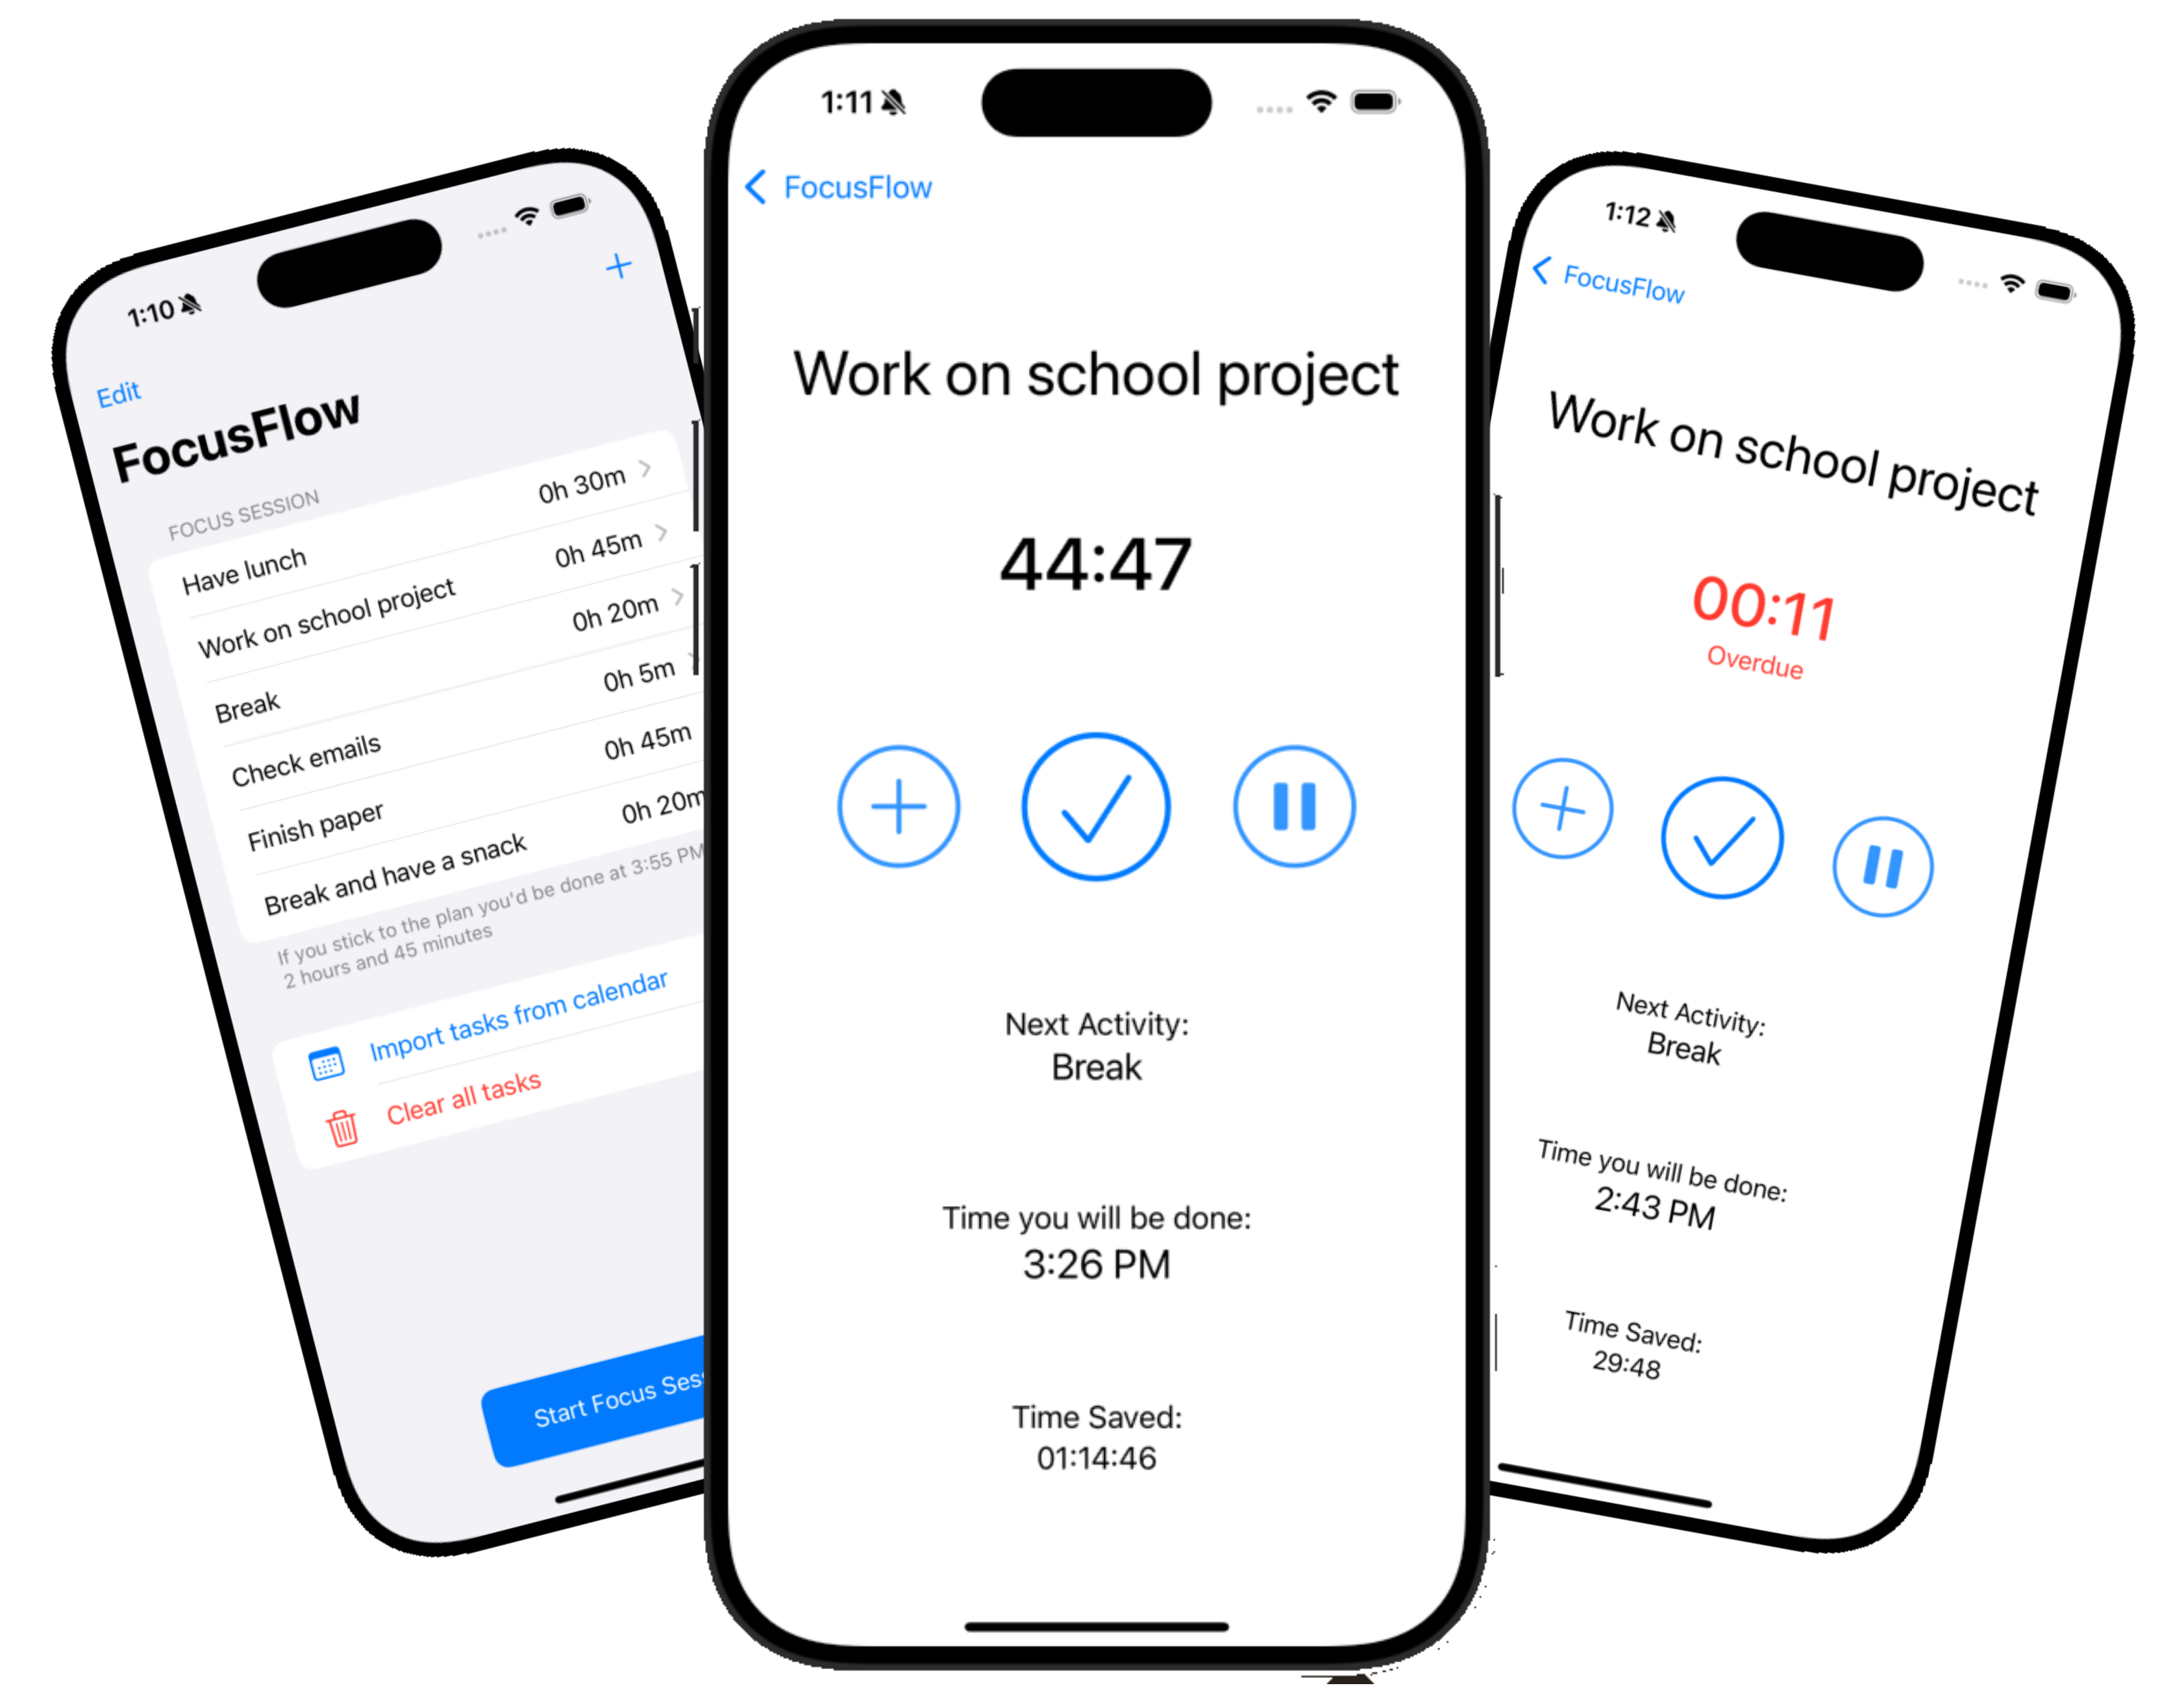 1:10
Edit
FocusFlow
FOCUS SESSION
Have lunch 0h 30m
Work on school project 0h 45m
Break 0h 20m
Check emails 0h 5m
Finish paper 0h 45m
Break and have a snack 0h 20m
If you stick to the plan you'd be done at 3:55 PM
2 hours and 45 minutes
Import tasks from calendar
Clear all tasks
Start Focus Sess
1:11
FocusFlow
Work on school project
44:47
Next Activity:
Break
Time you will be done:
3:26 PM
Time Saved:
01:14:46
1:12
FocusFlow
Work on school project
00:11
Overdue
Next Activity:
Break
Time you will be done:
2:43 PM
Time Saved:
29:48